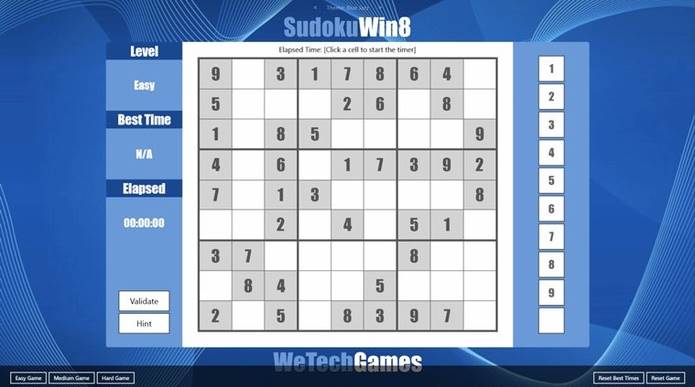 Theme: Blue Jazz
SudokuWin8
Level
Easy
Best Time
N/A
Elapsed
00:00:00
Validate
Hint
Elapsed Time: [Click a cell to start the timer]
9 3 1 7 8 6 4
5 2 6 8
1 8 5 9
4 6 1 7 3 9 2
7 1 3 8
2 4 5 1
3 7 8
8 4 5
2 5 8 3 9 7
1
2
3
4
5
6
7
8
9
WeTechGames
Easy Game Medium Game Hard Game Reset Best Times Reset Game